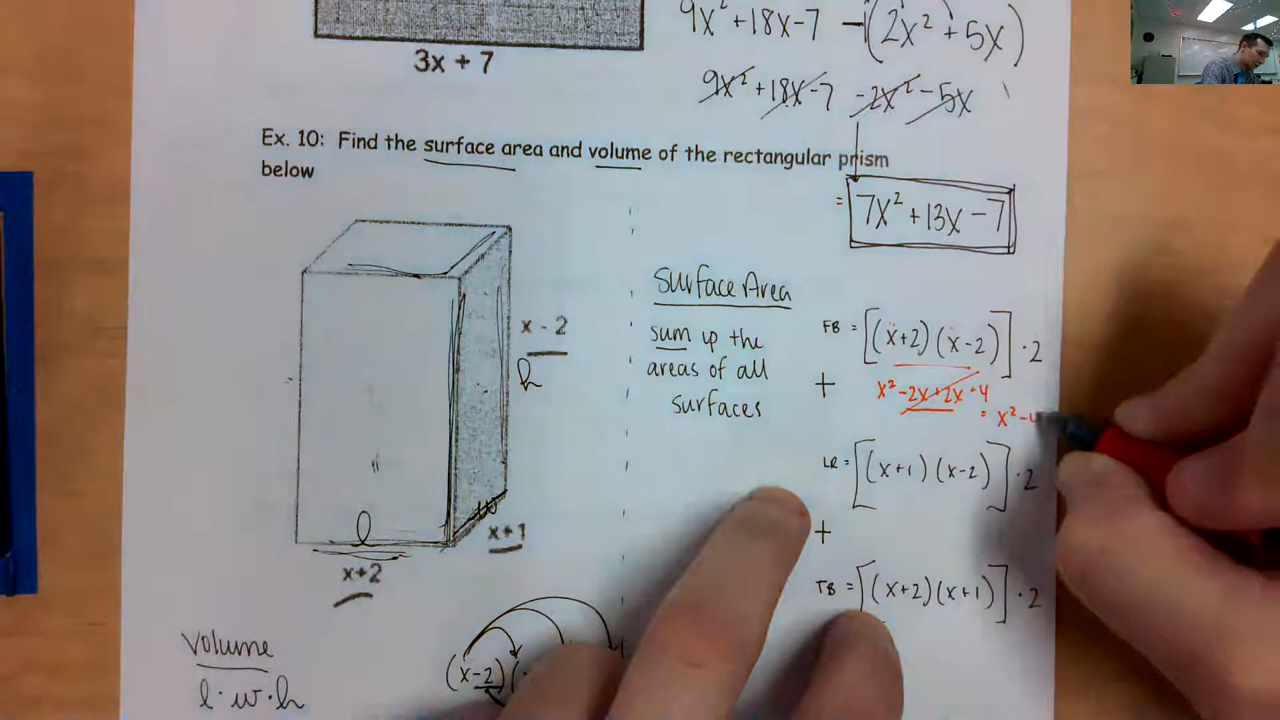 3x + 7
9x² + 18x - 7 - (2x² + 5x)
9x² + 18x - 7 - 2x² - 5x
Ex. 10: Find the surface area and volume of the rectangular prism
below
= 7x² + 13x - 7
x - 2
h
l
w
x+1
x+2
Surface Area
sum up the
areas of all
surfaces
FB = [(x+2)(x-2)] · 2
x² - 2x + 2x - 4
= x² - 4
+
LR = [(x+1)(x-2)] · 2
+
TB = [(x+2)(x+1)] · 2
Volume
l · w · h
(x-2)(